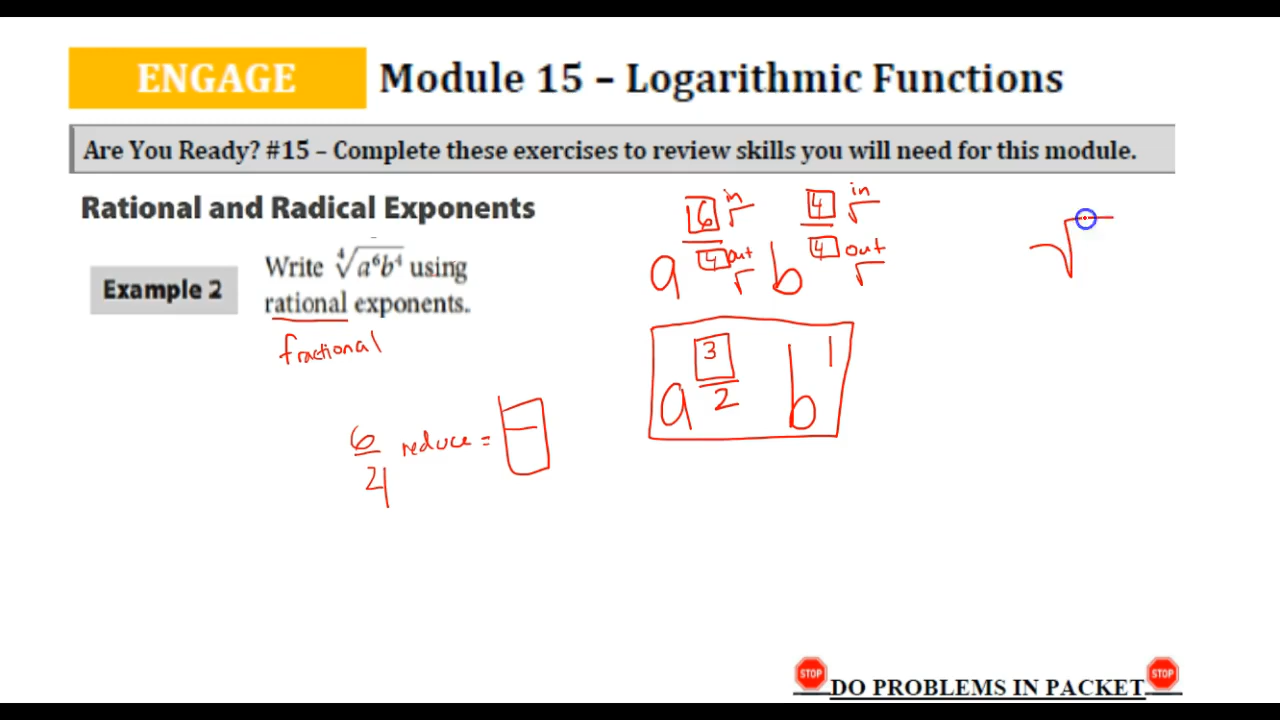 ENGAGE Module 15 – Logarithmic Functions
Are You Ready? #15 – Complete these exercises to review skills you will need for this module.
Rational and Radical Exponents
Example 2
Write ∜a⁶b⁴ using
rational exponents.
fractional
6 in √ 4 in √
a 4 out √ b 4 out √
√
a 3/2 b 1
6/4 reduce =
STOP DO PROBLEMS IN PACKET STOP